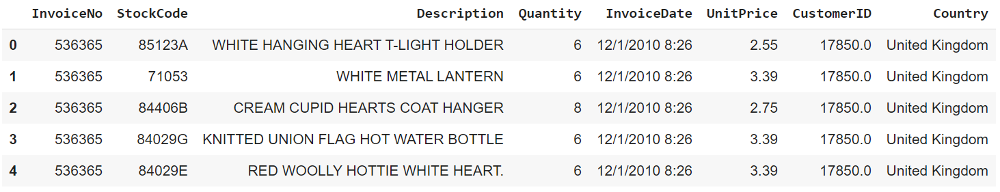 InvoiceNo StockCode Description Quantity InvoiceDate UnitPrice CustomerID Country
0 536365 85123A WHITE HANGING HEART T-LIGHT HOLDER 6 12/1/2010 8:26 2.55 17850.0 United Kingdom
1 536365 71053 WHITE METAL LANTERN 6 12/1/2010 8:26 3.39 17850.0 United Kingdom
2 536365 84406B CREAM CUPID HEARTS COAT HANGER 8 12/1/2010 8:26 2.75 17850.0 United Kingdom
3 536365 84029G KNITTED UNION FLAG HOT WATER BOTTLE 6 12/1/2010 8:26 3.39 17850.0 United Kingdom
4 536365 84029E RED WOOLLY HOTTIE WHITE HEART. 6 12/1/2010 8:26 3.39 17850.0 United Kingdom